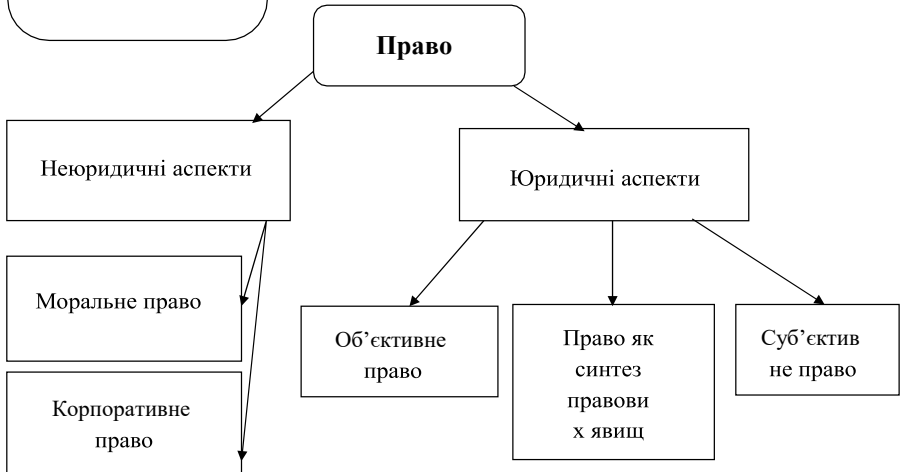 Право
Неюридичні аспекти
Юридичні аспекти
Моральне право
Корпоративне
право
Об’єктивне
право
Право як
синтез
правови
х явищ
Суб’єктив
не право